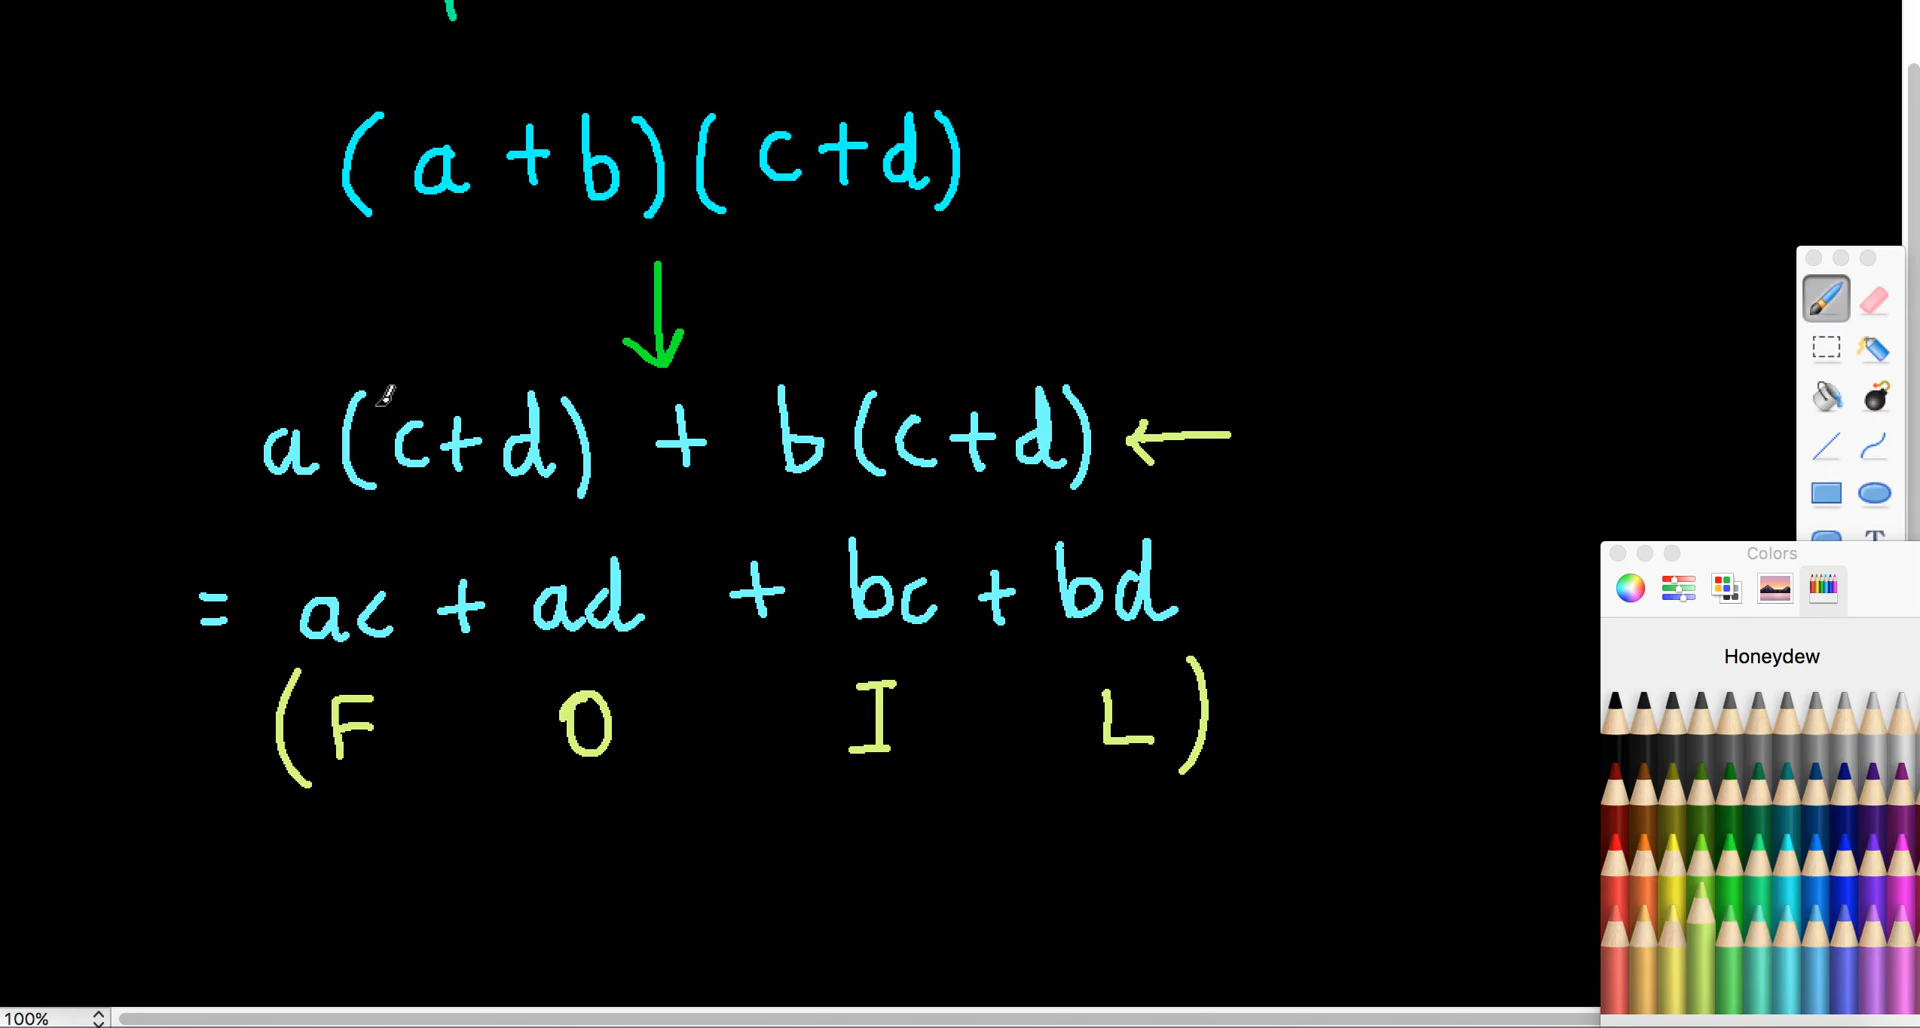 (a+b)(c+d)
a(c+d) + b(c+d)
= ac + ad + bc + bd
(F O I L)
Colors
Honeydew
100%